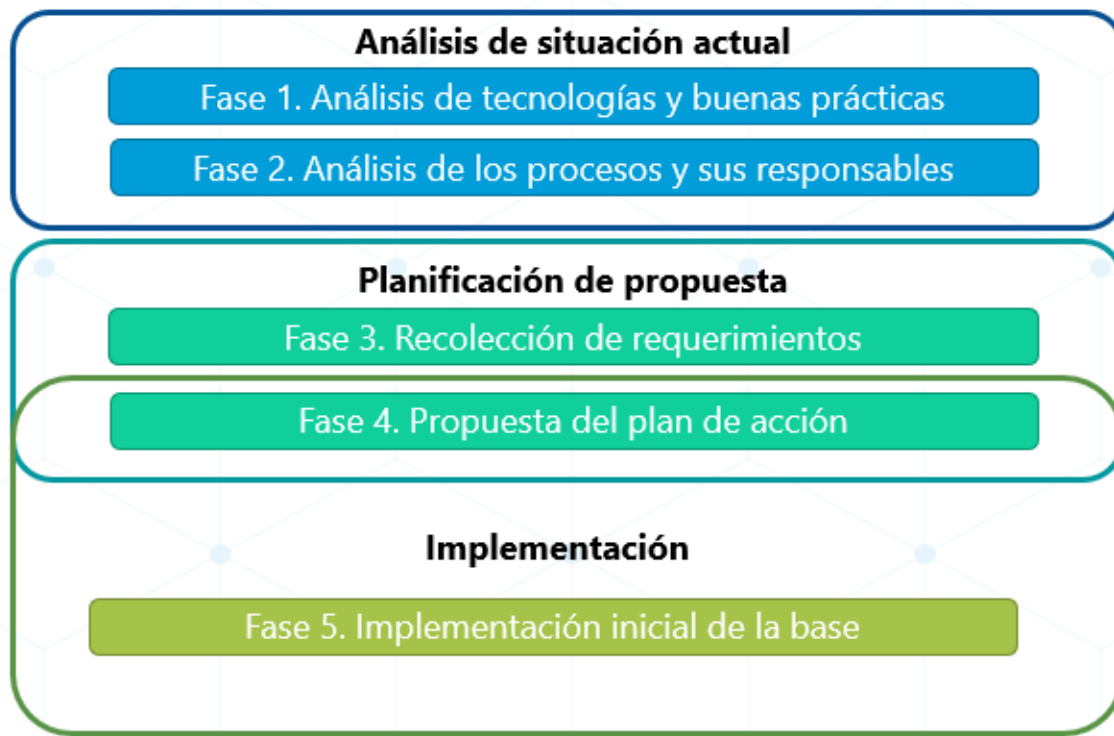 Análisis de situación actual
Fase 1. Análisis de tecnologías y buenas prácticas
Fase 2. Análisis de los procesos y sus responsables
Planificación de propuesta
Fase 3. Recolección de requerimientos
Fase 4. Propuesta del plan de acción
Implementación
Fase 5. Implementación inicial de la base